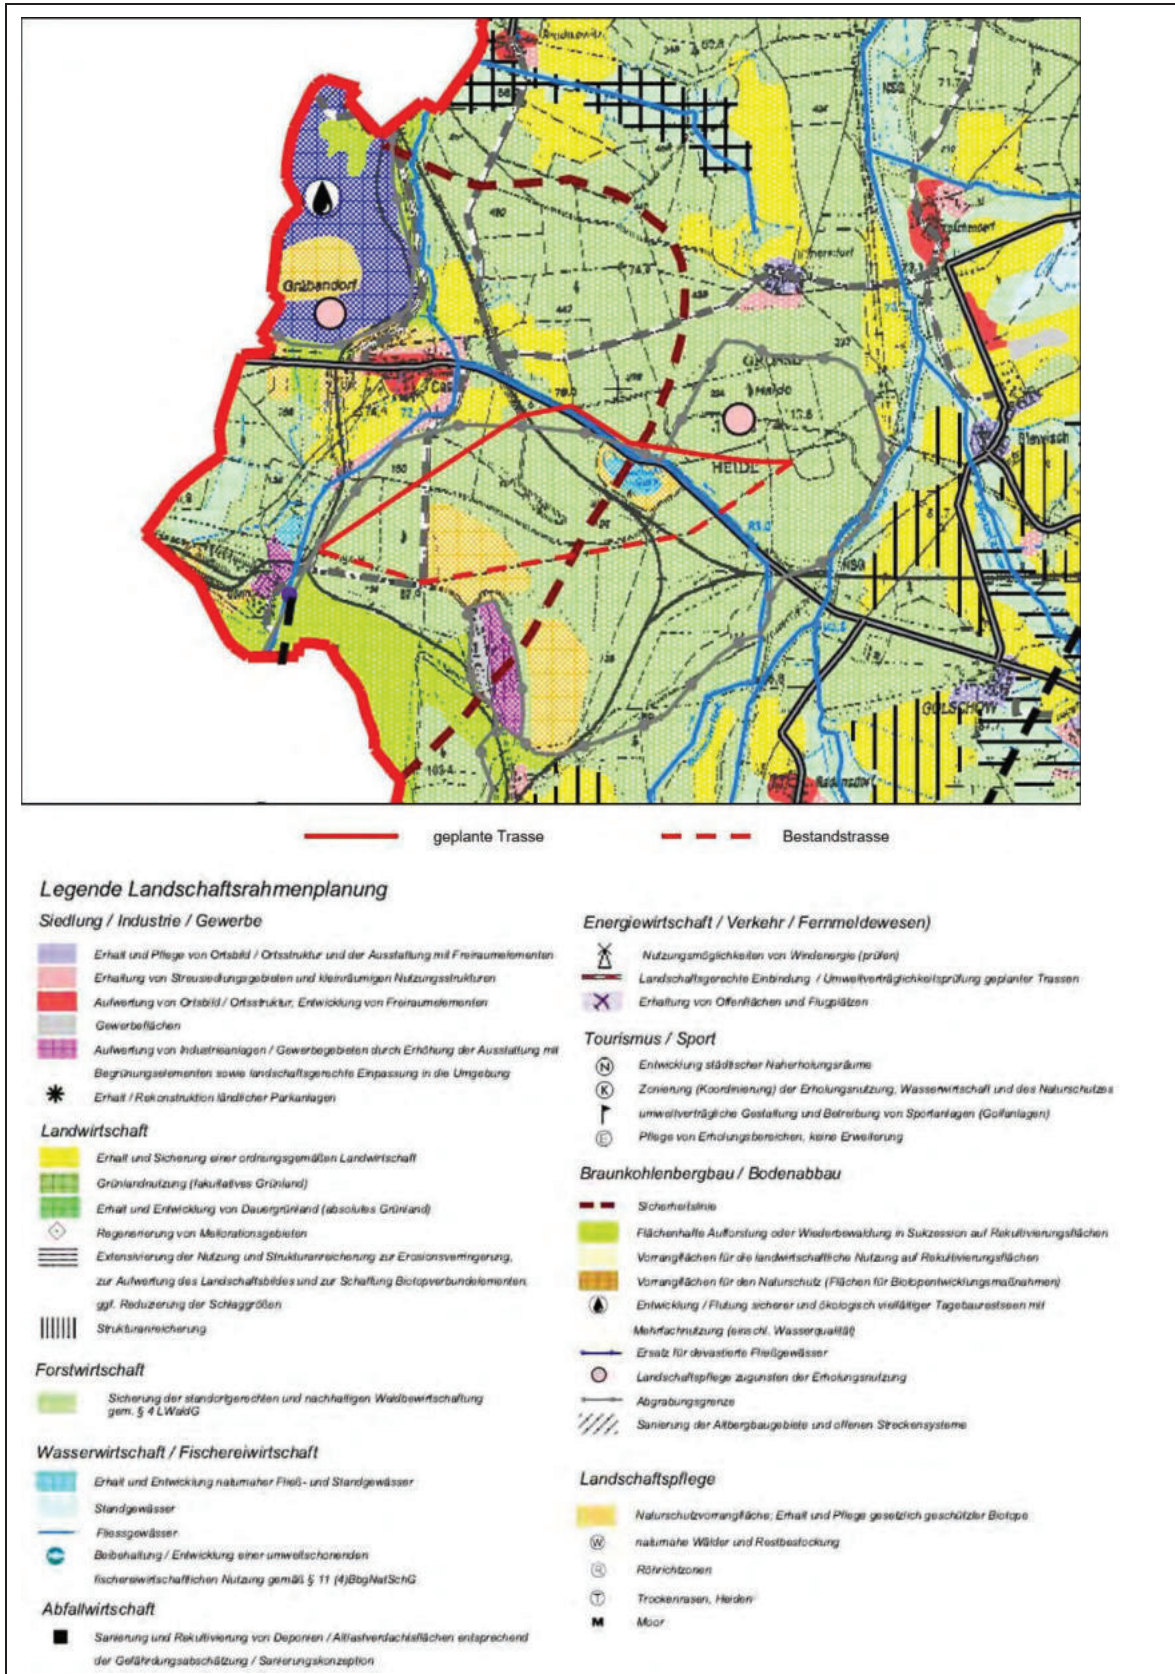 Gräbendorf
HEIDE
NSG
NSG
geplante Trasse
Bestandstrasse
Legende Landschaftsrahmenplanung
Siedlung / Industrie / Gewerbe
Erhalt und Pflege von Ortsbild / Ortsstruktur und der Ausstattung mit Freiraumelementen
Erhaltung von Streusiedlungsgebieten und kleinräumigen Nutzungsstrukturen
Aufwertung von Ortsbild / Ortsstruktur, Entwicklung von Freiraumelementen
Gewerbeflächen
Aufwertung von Industrieanlagen / Gewerbegebieten durch Erhöhung der Ausstattung mit
Begrünungselementen sowie landschaftsgerechte Einpassung in die Umgebung
Erhalt / Rekonstruktion ländlicher Parkanlagen
Landwirtschaft
Erhalt und Sicherung einer ordnungsgemäßen Landwirtschaft
Grünlandnutzung (fakultatives Grünland)
Erhalt und Entwicklung von Dauergrünland (absolutes Grünland)
Regenerierung von Meliorationsgebieten
Extensivierung der Nutzung und Strukturanreicherung zur Erosionsverringerung,
zur Aufwertung des Landschaftsbildes und zur Schaffung Biotopverbundelementen,
ggf. Reduzierung der Schlaggrößen
Strukturanreicherung
Forstwirtschaft
Sicherung der standortgerechten und nachhaltigen Waldbewirtschaftung
gem. § 4 LWaldG
Wasserwirtschaft / Fischereiwirtschaft
Erhalt und Entwicklung naturnaher Fließ- und Standgewässer
Standgewässer
Fliessgewässer
Beibehaltung / Entwicklung einer umweltschonenden
fischereiwirtschaftlichen Nutzung gemäß § 11 (4)BbgNatSchG
Abfallwirtschaft
Sanierung und Rekultivierung von Deponien / Altlastverdachtsflächen entsprechend
der Gefährdungsabschätzung / Sanierungskonzeption
Energiewirtschaft / Verkehr / Fernmeldewesen)
Nutzungsmöglichkeiten von Windenergie (prüfen)
Landschaftsgerechte Einbindung / Umweltverträglichkeitsprüfung geplanter Trassen
Erhaltung von Offenflächen und Flugplätzen
Tourismus / Sport
N Entwicklung städtischer Naherholungsräume
K Zonierung (Koordinierung) der Erholungsnutzung, Wasserwirtschaft und des Naturschutzes
umweltverträgliche Gestaltung und Betreibung von Sportanlagen (Golfanlagen)
E Pflege von Erholungsbereichen, keine Erweiterung
Braunkohlenbergbau / Bodenabbau
Sicherheitslinie
Flächenhafte Aufforstung oder Wiederbewaldung in Sukzession auf Rekultivierungsflächen
Vorrangflächen für die landwirtschaftliche Nutzung auf Rekultivierungsflächen
Vorrangflächen für den Naturschutz (Flächen für Biotopentwicklungsmaßnahmen)
Entwicklung / Flutung sicherer und ökologisch vielfältiger Tagebaurestseen mit
Mehrfachnutzung (einschl. Wasserqualität)
Ersatz für devastierte Fließgewässer
Landschaftspflege zugunsten der Erholungsnutzung
Abgrabungsgrenze
Sanierung der Altbergbaugebiete und offenen Streckensysteme
Landschaftspflege
Naturschutzvorrangfläche; Erhalt und Pflege gesetzlich geschützter Biotope
W naturnahe Wälder und Restbestockung
R Röhrichtzonen
T Trockenrasen, Heiden
M Moor